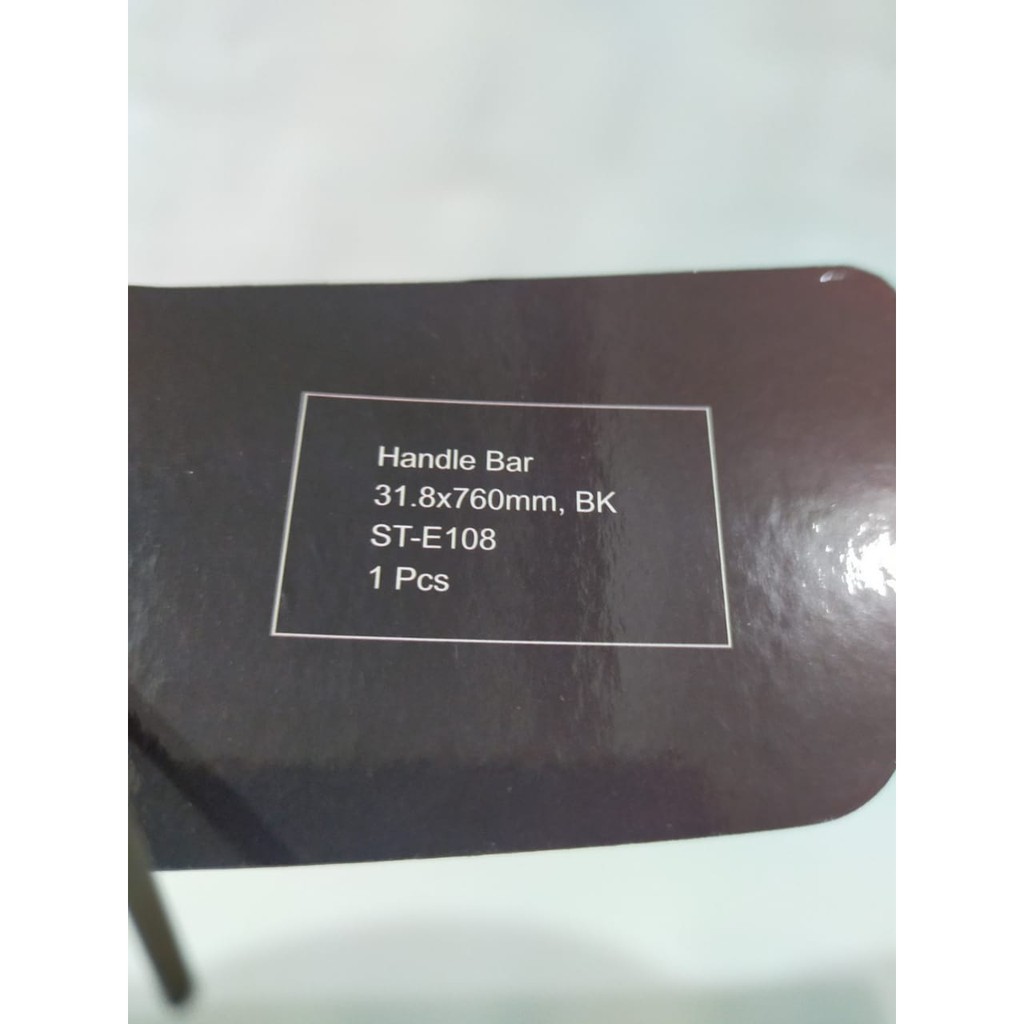 Handle Bar
31.8x760mm, BK
ST-E108
1 Pcs